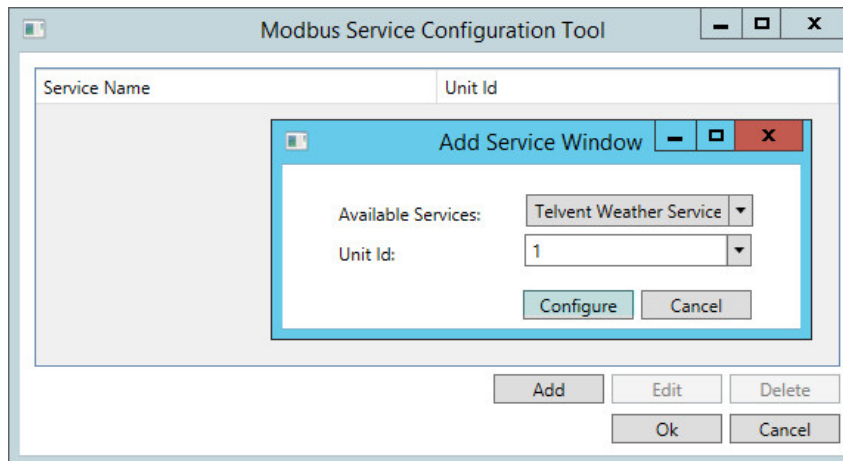 Modbus Service Configuration Tool
Service Name Unit Id
Add Service Window
Available Services: Telvent Weather Service
Unit Id: 1
Configure Cancel
Add Edit Delete
Ok Cancel